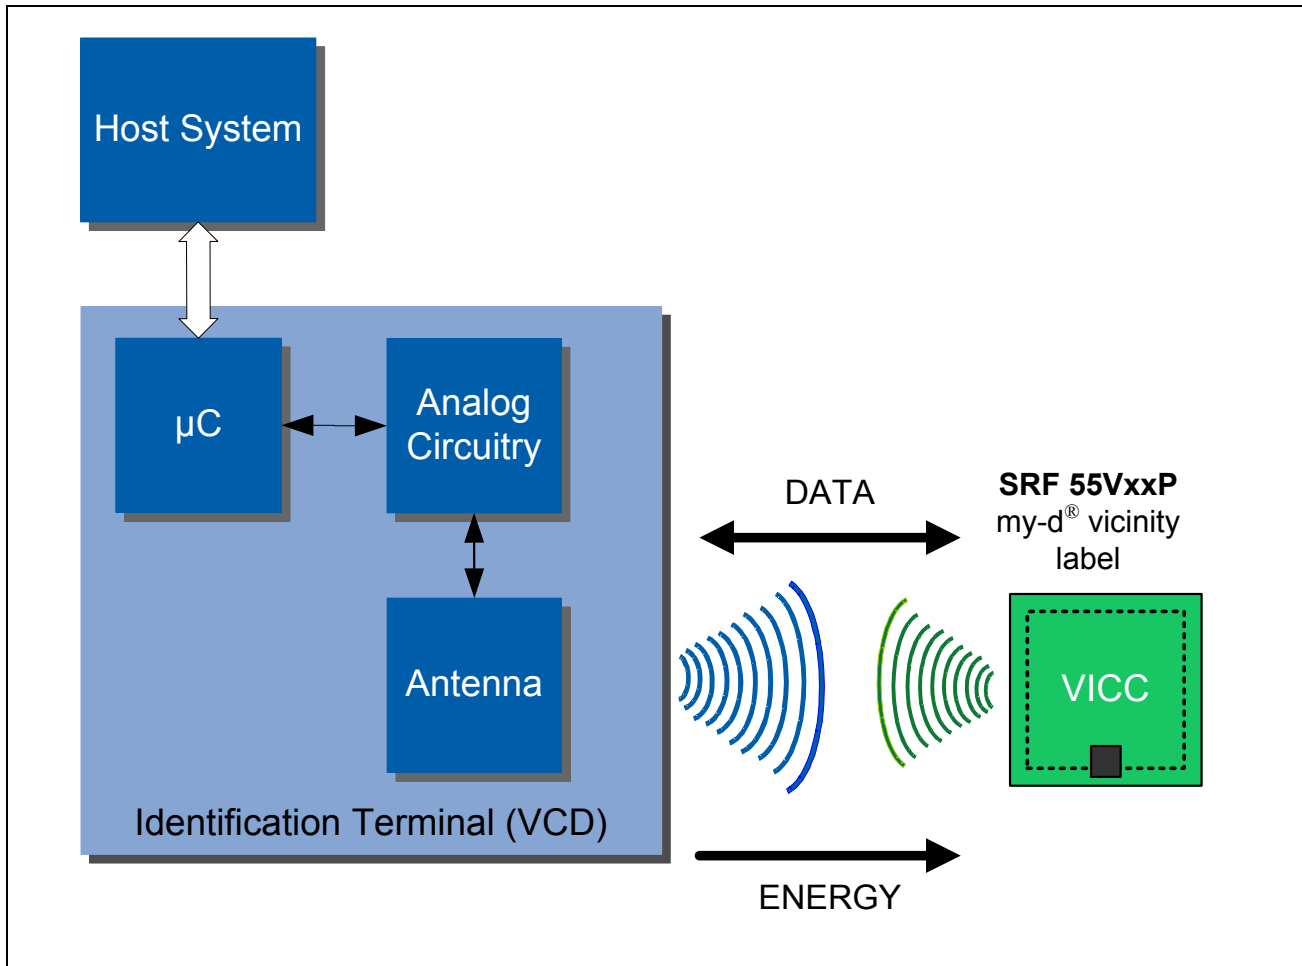 Host System
µC
Analog
Circuitry
Antenna
Identification Terminal (VCD)
DATA
ENERGY
SRF 55VxxP
my-d® vicinity
label
VICC